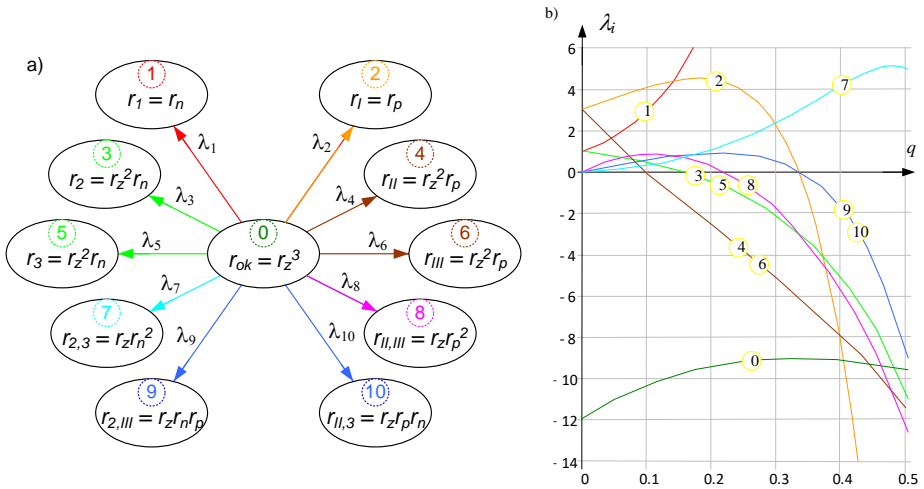 a)
1
r1 = rn
2
rI = rp
3
r2 = rz²rn
4
rII = rz²rp
5
r3 = rz²rn
0
rok = rz³
6
rIII = rz²rp
7
r2,3 = rzrn²
8
rII,III = rzrp²
9
r2,III = rzrnrp
10
rII,3 = rzrprn
λ1
λ2
λ3
λ4
λ5
λ6
λ7
λ8
λ9
λ10
b)
λi
q
6
4
2
0
- 2
- 4
- 6
- 8
- 10
- 12
- 14
0
0.1
0.2
0.3
0.4
0.5
1
2
7
3
5
8
9
10
4
6
0